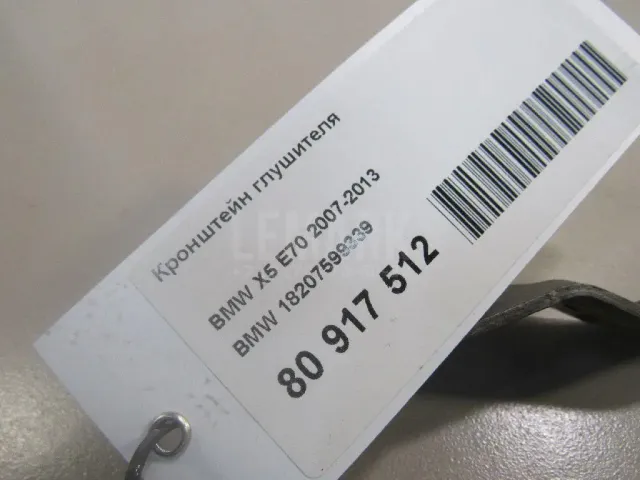 Кронштейн глушителя
BMW X5 E70 2007-2013
BMW 18207599339
80 917 512